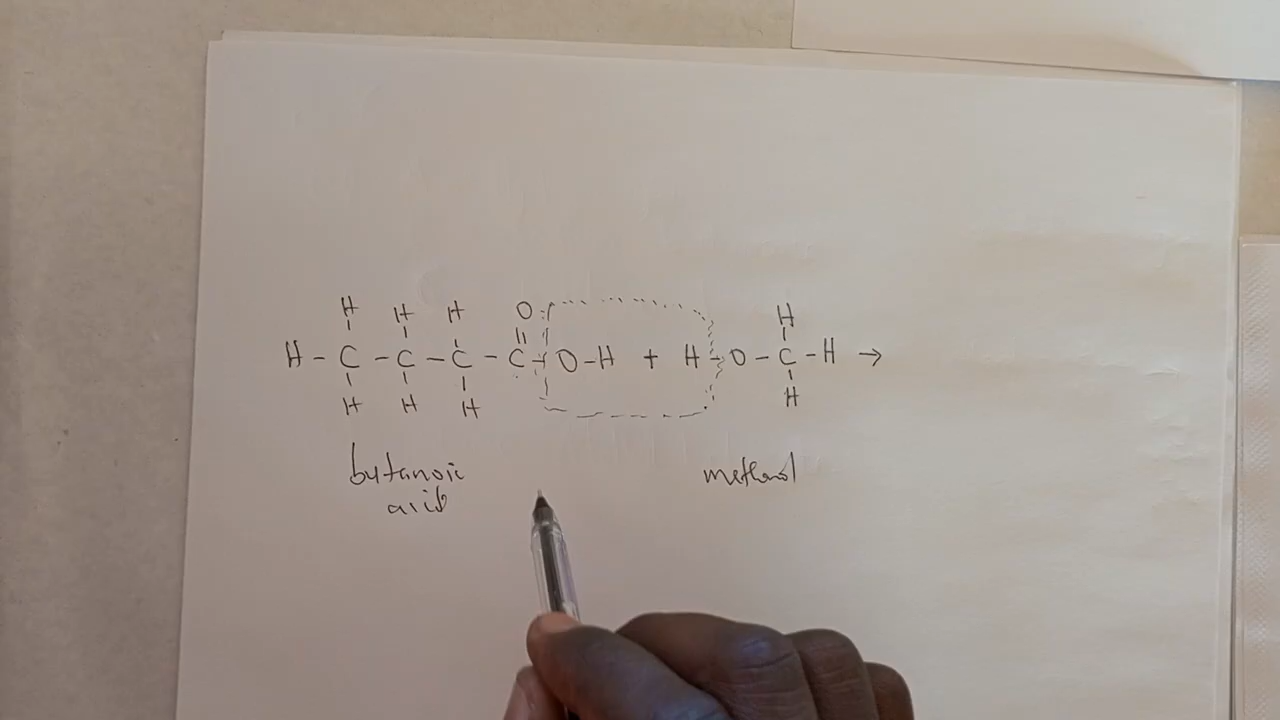 H H H O H
H - C - C - C - C - O - H + H - O - C - H →
H H H H
butanoic methanol
acid